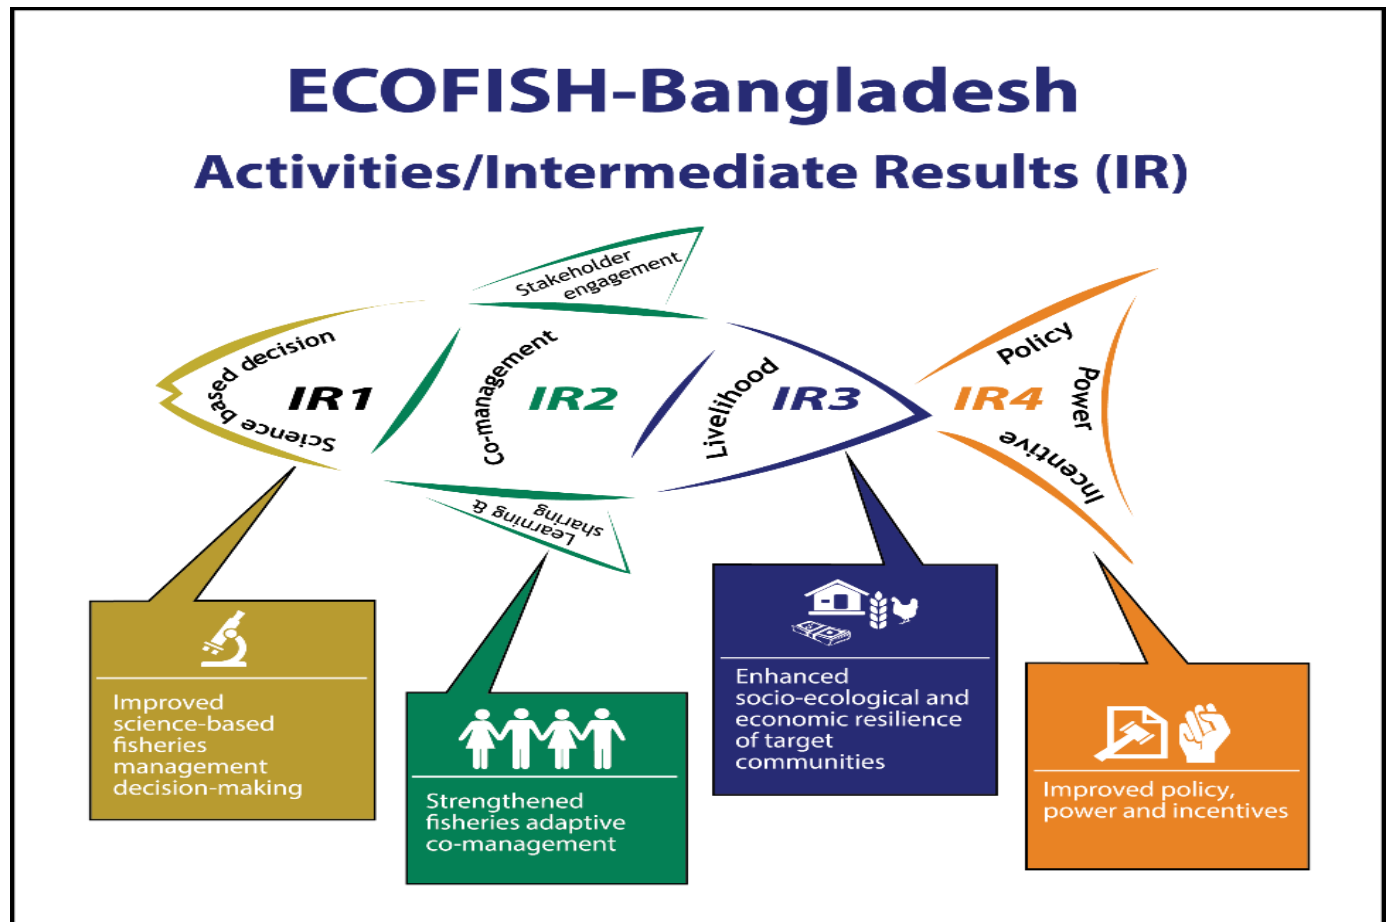 ECOFISH-Bangladesh
Activities/Intermediate Results (IR)
Stakeholder
engagement
Science based decision
IR1
Co-management
IR2
Livelihood
IR3
IR4
Policy
Power
Incentive
Learning &
sharing
Improved
science-based
fisheries
management
decision-making
Strengthened
fisheries adaptive
co-management
Enhanced
socio-ecological and
economic resilience
of target
communities
Improved policy,
power and incentives